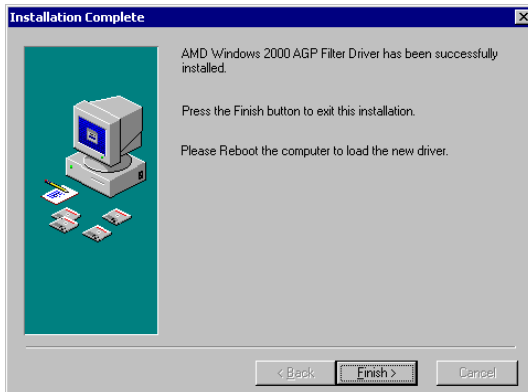 Installation Complete
AMD Windows 2000 AGP Filter Driver has been successfully
installed.
Press the Finish button to exit this installation.
Please Reboot the computer to load the new driver.
< Back
Finish >
Cancel